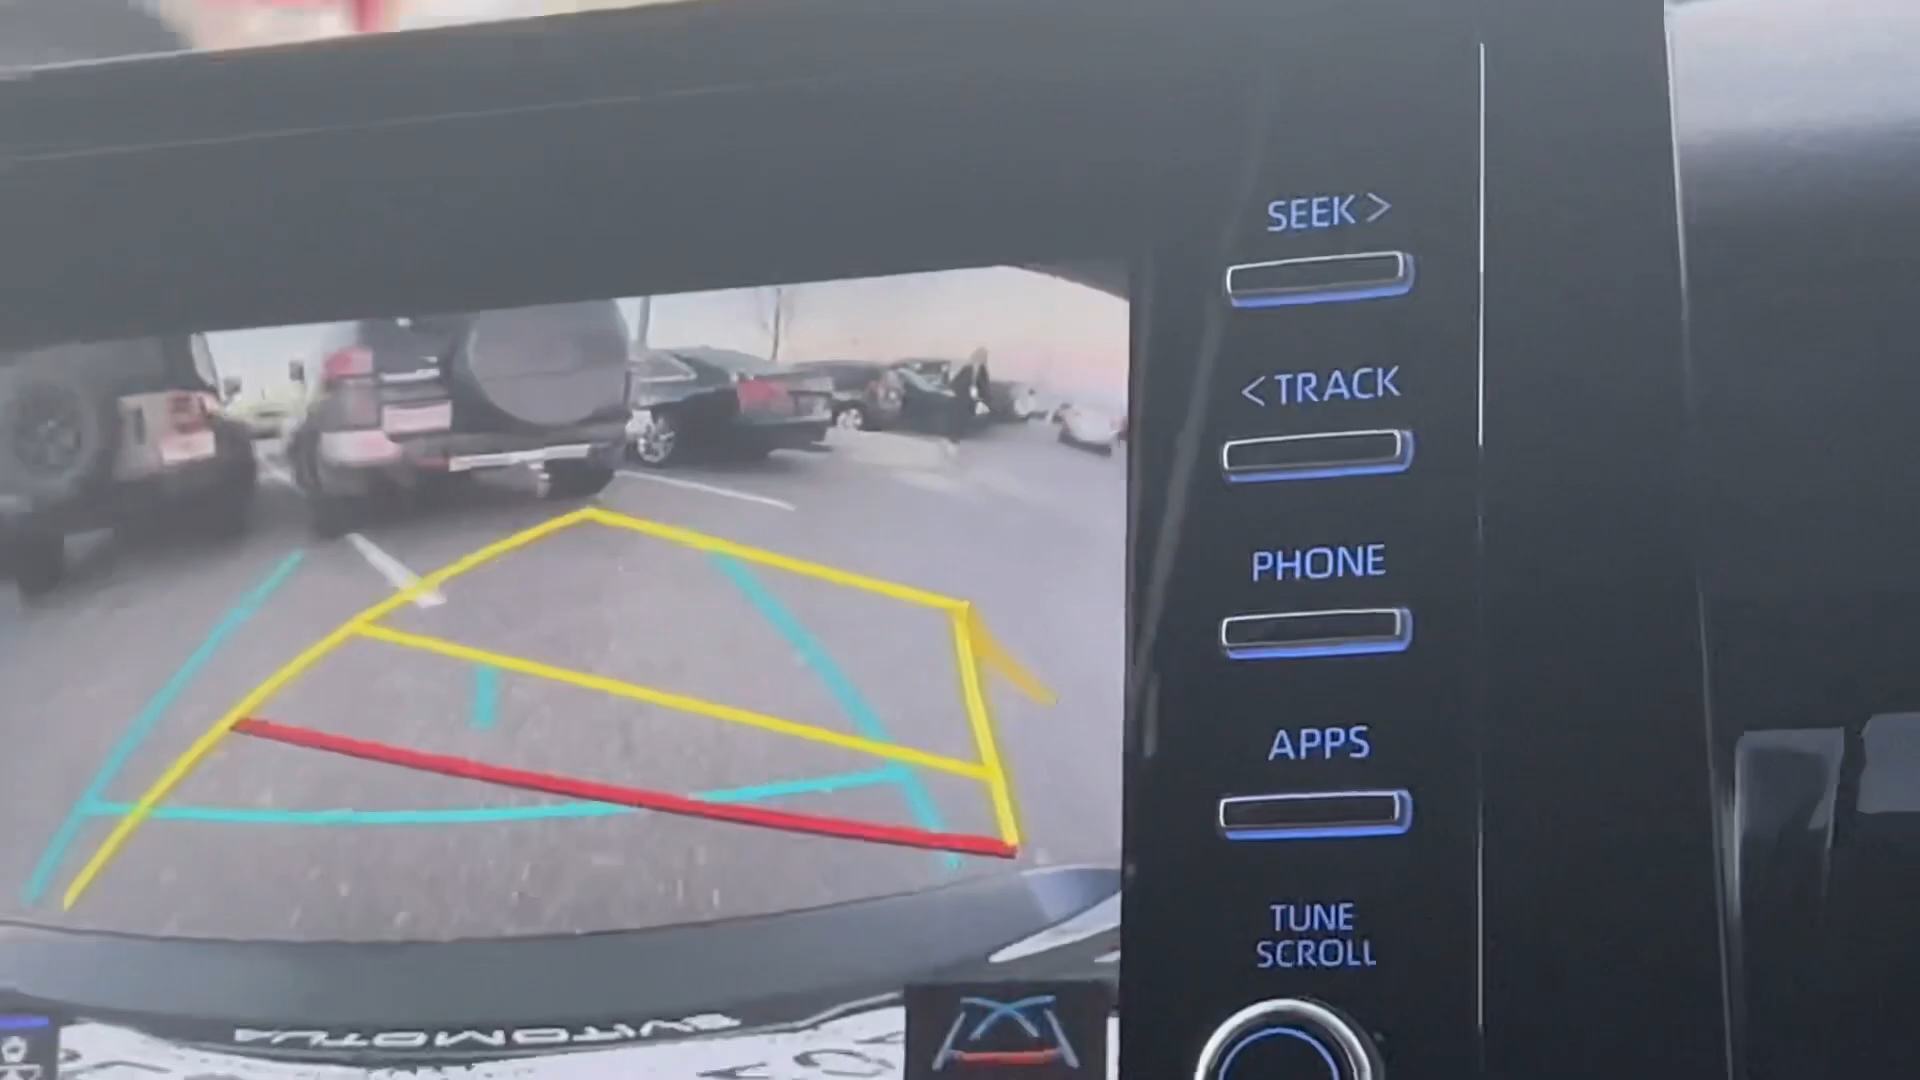 SEEK >
< TRACK
PHONE
APPS
TUNE
SCROLL